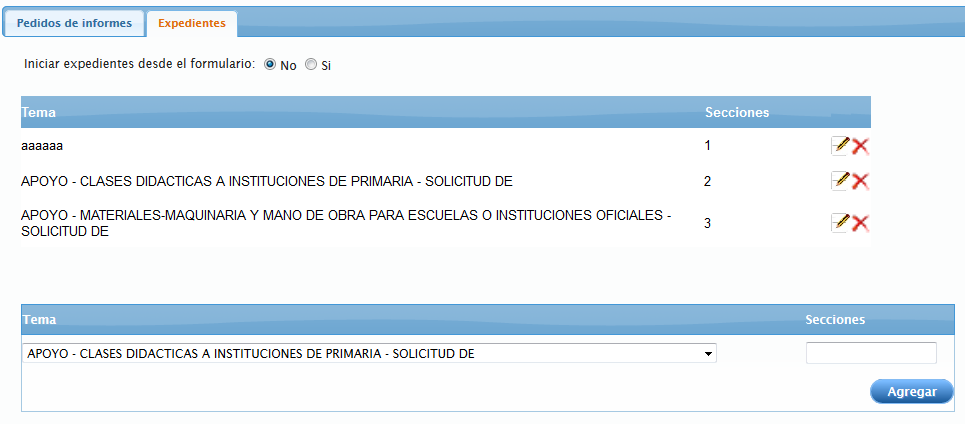 Pedidos de informes
Expedientes
Iniciar expedientes desde el formulario: No Si
Tema Secciones
aaaaaa 1
APOYO - CLASES DIDACTICAS A INSTITUCIONES DE PRIMARIA - SOLICITUD DE 2
APOYO - MATERIALES-MAQUINARIA Y MANO DE OBRA PARA ESCUELAS O INSTITUCIONES OFICIALES -
SOLICITUD DE 3
Tema Secciones
APOYO - CLASES DIDACTICAS A INSTITUCIONES DE PRIMARIA - SOLICITUD DE
Agregar